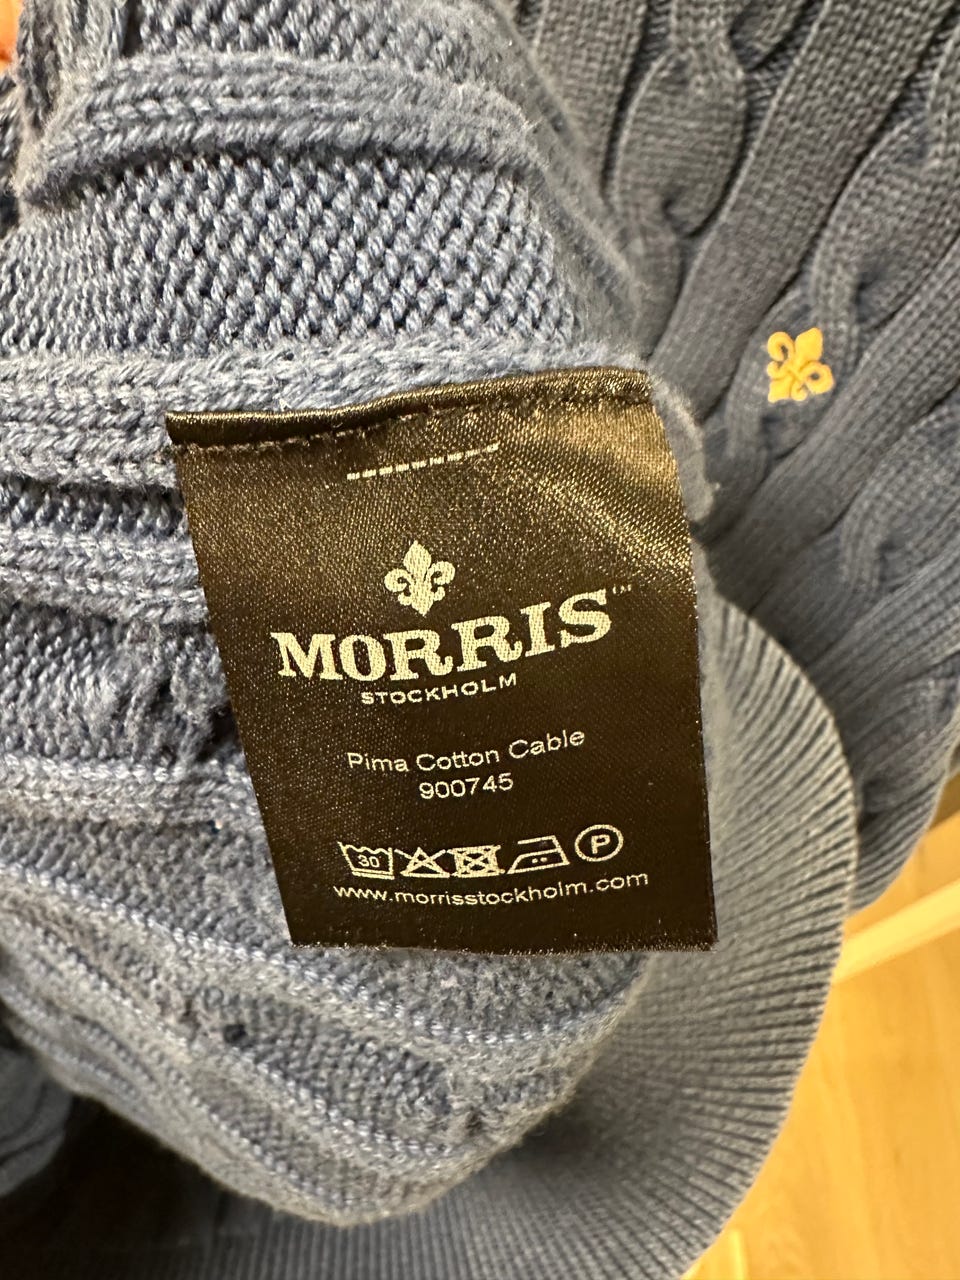 MORRIS™
STOCKHOLM
Pima Cotton Cable
900745
30 P
www.morrisstockholm.com